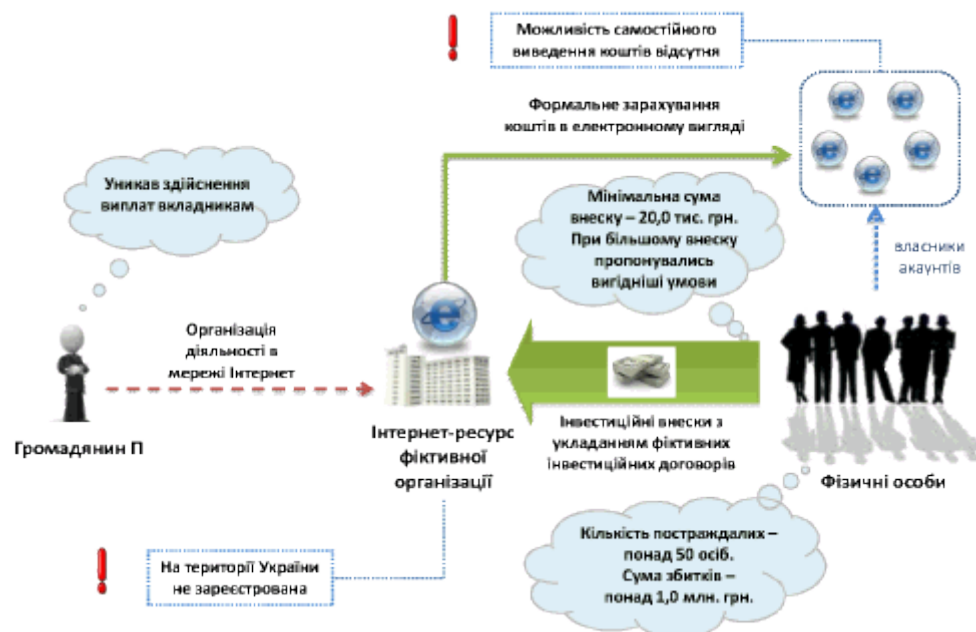 Можливість самостійного
виведення коштів відсутня
Формальне зарахування
коштів в електронному вигляді
Уникав здійснення
виплат вкладникам
Мінімальна сума
внеску – 20,0 тис. грн.
При більшому внеску
пропонувались
вигідніші умови
власники
акаунтів
Організація
діяльності в
мережі Інтернет
Громадянин П
Інтернет-ресурс
фіктивної
організації
Інвестиційні внески з
укладанням фіктивних
інвестиційних договорів
Фізичні особи
Кількість постраждалих –
понад 50 осіб.
Сума збитків –
понад 1,0 млн. грн.
На території України
не зареєстрована